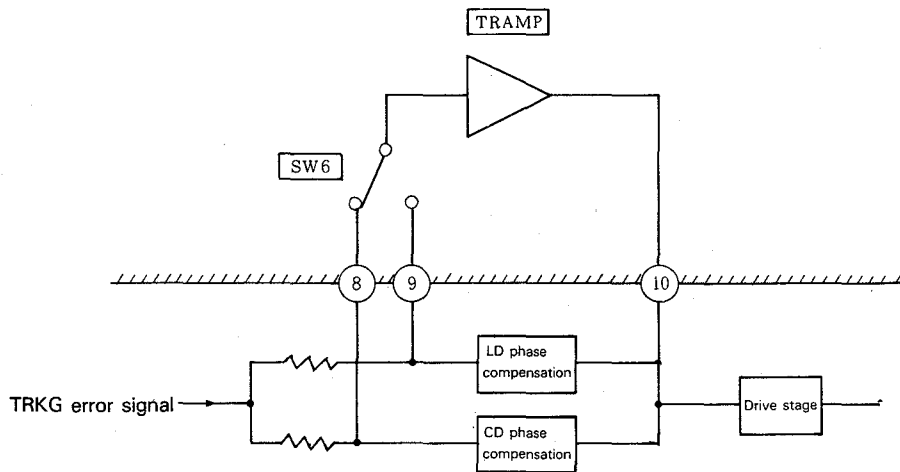 TRAMP
SW6
8
9
10
LD phase
compensation
TRKG error signal
Drive stage
CD phase
compensation